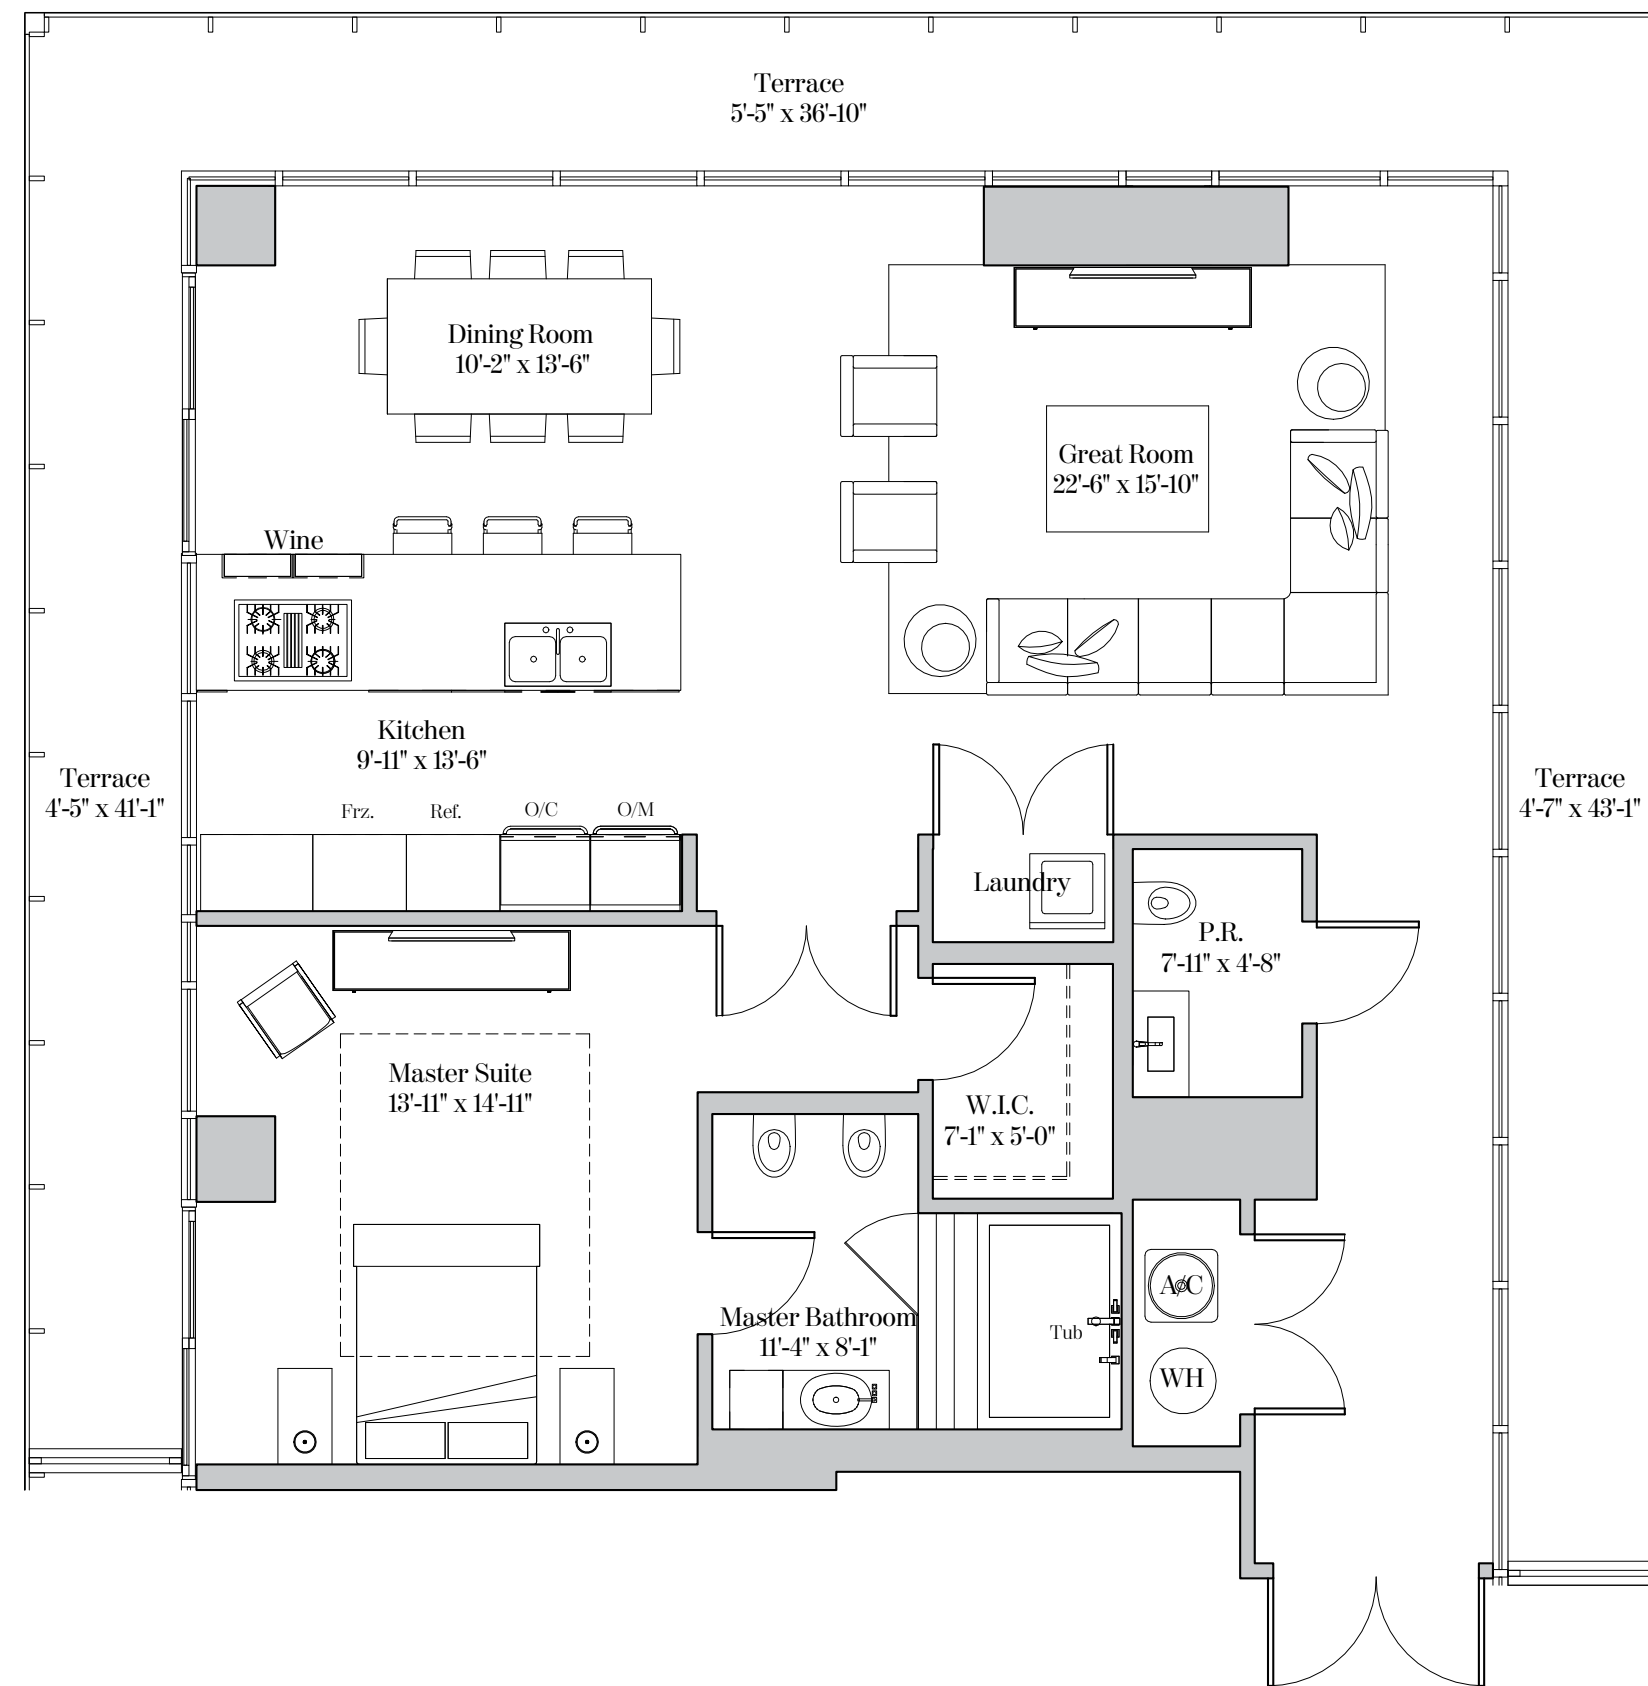 Terrace
5'-5" x 36'-10"
Dining Room
10'-2" x 13'-6"
Great Room
22'-6" x 15'-10"
Wine
Kitchen
9'-11" x 13'-6"
Terrace
4'-5" x 41'-1"
Terrace
4'-7" x 43'-1"
Frz.
Ref.
O/C
O/M
Laundry
P.R.
7'-11" x 4'-8"
Master Suite
13'-11" x 14'-11"
W.I.C.
7'-1" x 5'-0"
A/C
Master Bathroom
11'-4" x 8'-1"
Tub
WH